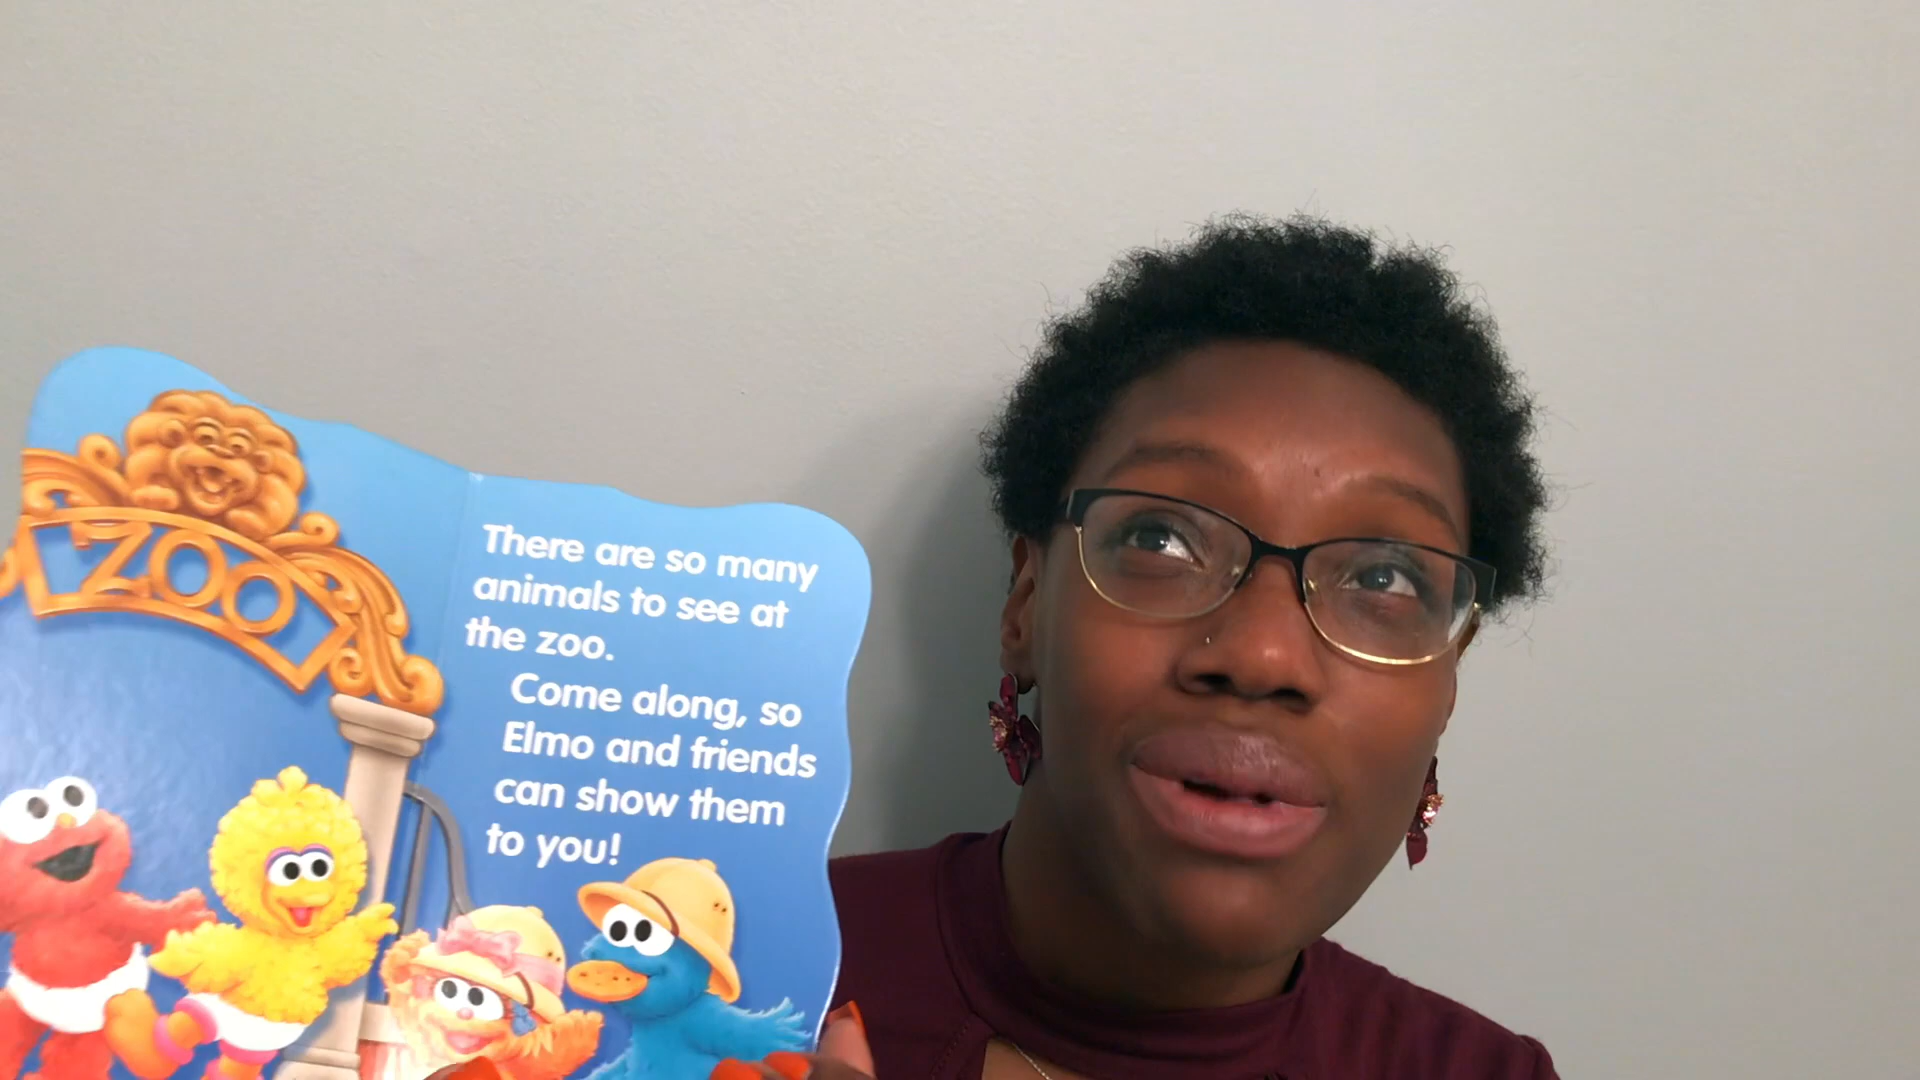 ZOO
There are so many
animals to see at
the zoo.
Come along, so
Elmo and friends
can show them
to you!